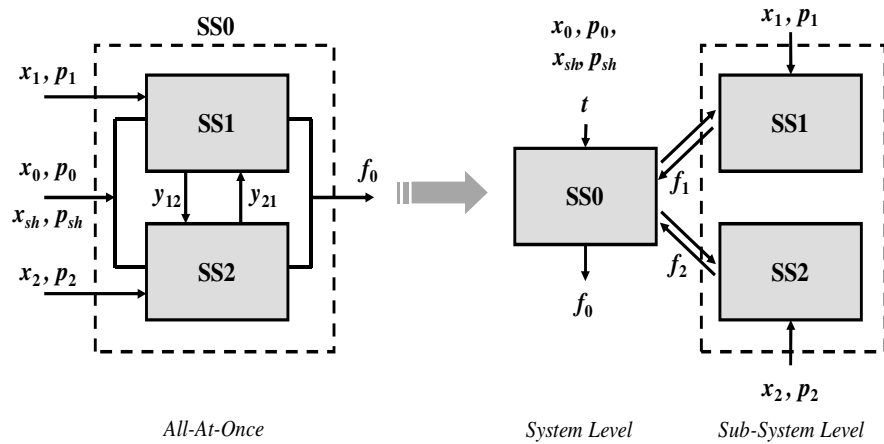 SS0
x1, p1
SS1
x0, p0
xsh, psh
y12
y21
f0
SS2
x2, p2
All-At-Once
x0, p0,
xsh, psh
t
SS0
f0
System Level
x1, p1
SS1
f1
f2
SS2
x2, p2
Sub-System Level